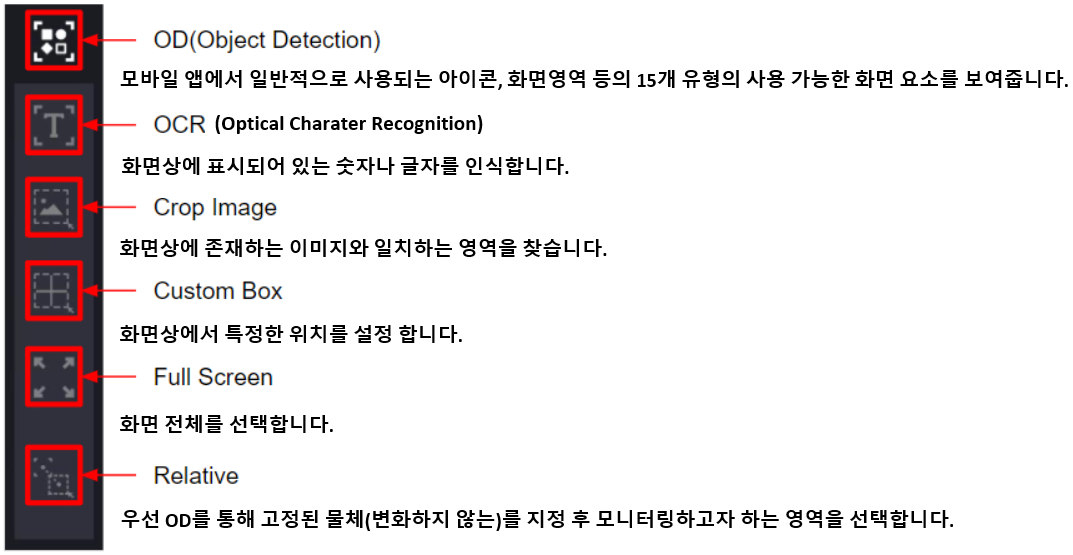 OD(Object Detection)
모바일 앱에서 일반적으로 사용되는 아이콘, 화면영역 등의 15개 유형의 사용 가능한 화면 요소를 보여줍니다.
T
OCR (Optical Charater Recognition)
화면상에 표시되어 있는 숫자나 글자를 인식합니다.
Crop Image
화면상에 존재하는 이미지와 일치하는 영역을 찾습니다.
Custom Box
화면상에서 특정한 위치를 설정 합니다.
Full Screen
화면 전체를 선택합니다.
Relative
우선 OD를 통해 고정된 물체(변화하지 않는)를 지정 후 모니터링하고자 하는 영역을 선택합니다.